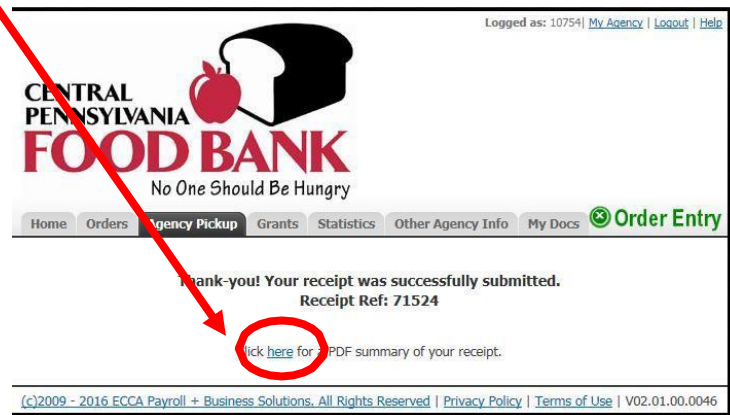 Logged as: 10754| My Agency | Logout | Help
CENTRAL
PENNSYLVANIA
FOOD BANK
No One Should Be Hungry
Home Orders Agency Pickup Grants Statistics Other Agency Info My Docs Order Entry
Thank-you! Your receipt was successfully submitted.
Receipt Ref: 71524
Click here for a PDF summary of your receipt.
(c)2009 - 2016 ECCA Payroll + Business Solutions. All Rights Reserved | Privacy Policy | Terms of Use | V02.01.00.0046